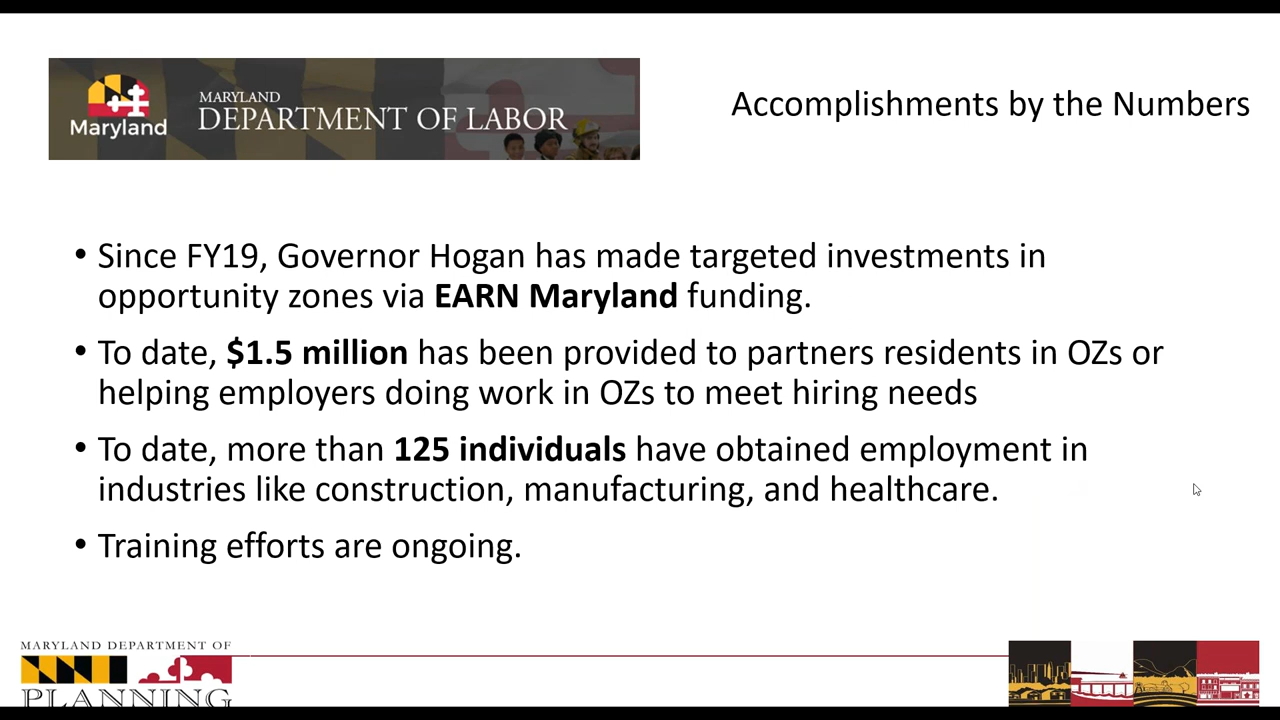 Maryland
MARYLAND
DEPARTMENT OF LABOR
Accomplishments by the Numbers
• Since FY19, Governor Hogan has made targeted investments in
opportunity zones via EARN Maryland funding.
• To date, $1.5 million has been provided to partners residents in OZs or
helping employers doing work in OZs to meet hiring needs
• To date, more than 125 individuals have obtained employment in
industries like construction, manufacturing, and healthcare.
• Training efforts are ongoing.
MARYLAND DEPARTMENT OF
PLANNING